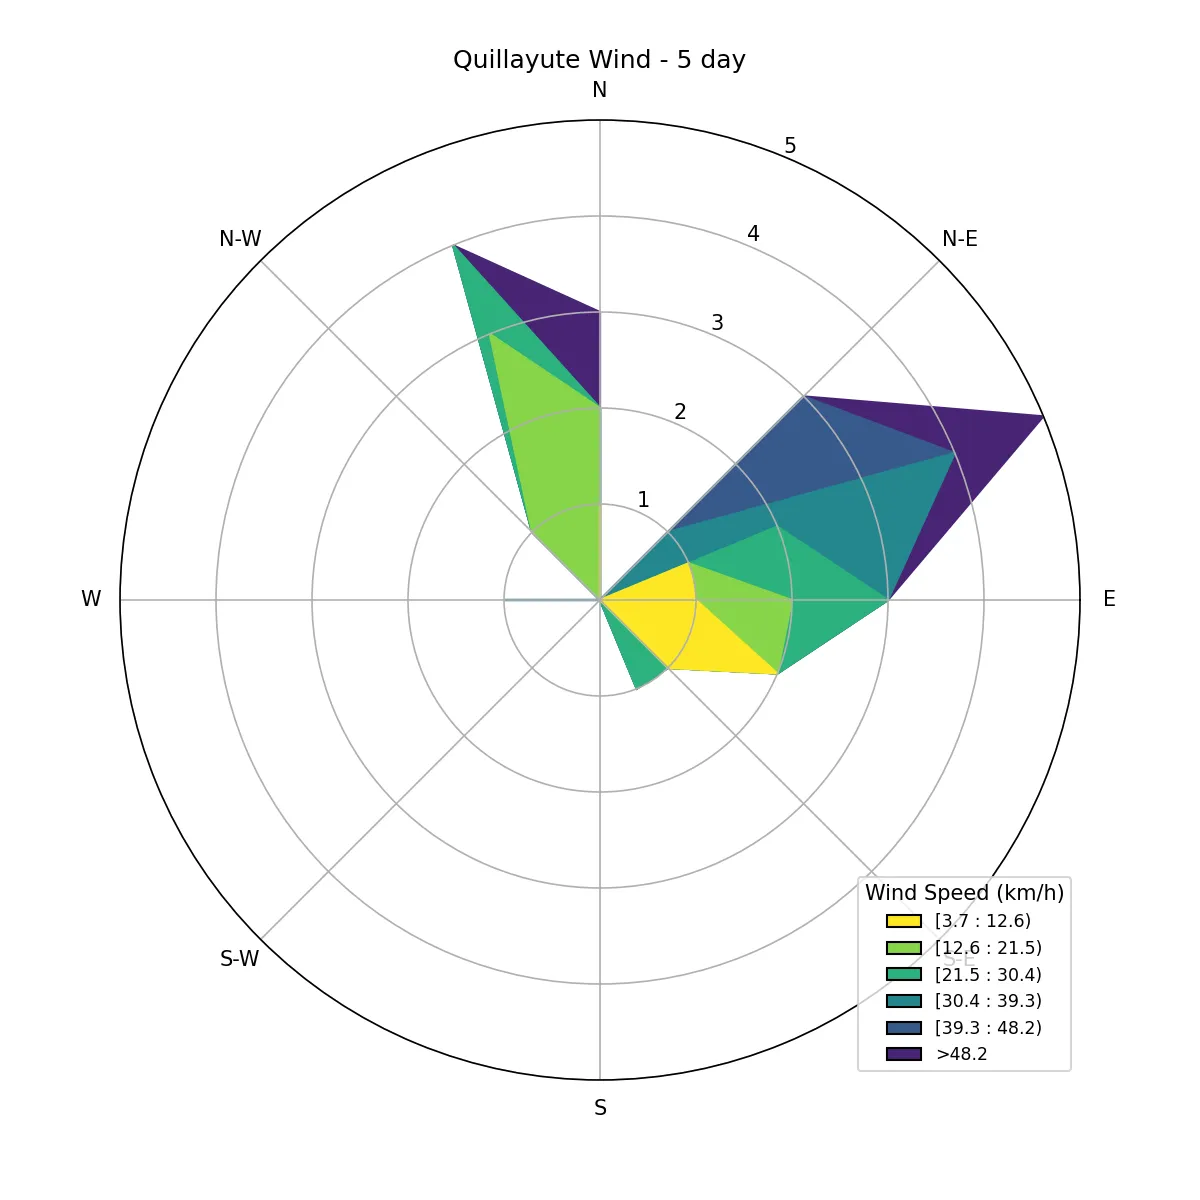 Quillayute Wind - 5 day
N
5
N-W
4
N-E
3
2
1
W
E
Wind Speed (km/h)
[3.7 : 12.6)
[12.6 : 21.5)
S-W
S-E
[21.5 : 30.4)
[30.4 : 39.3)
[39.3 : 48.2)
>48.2
S